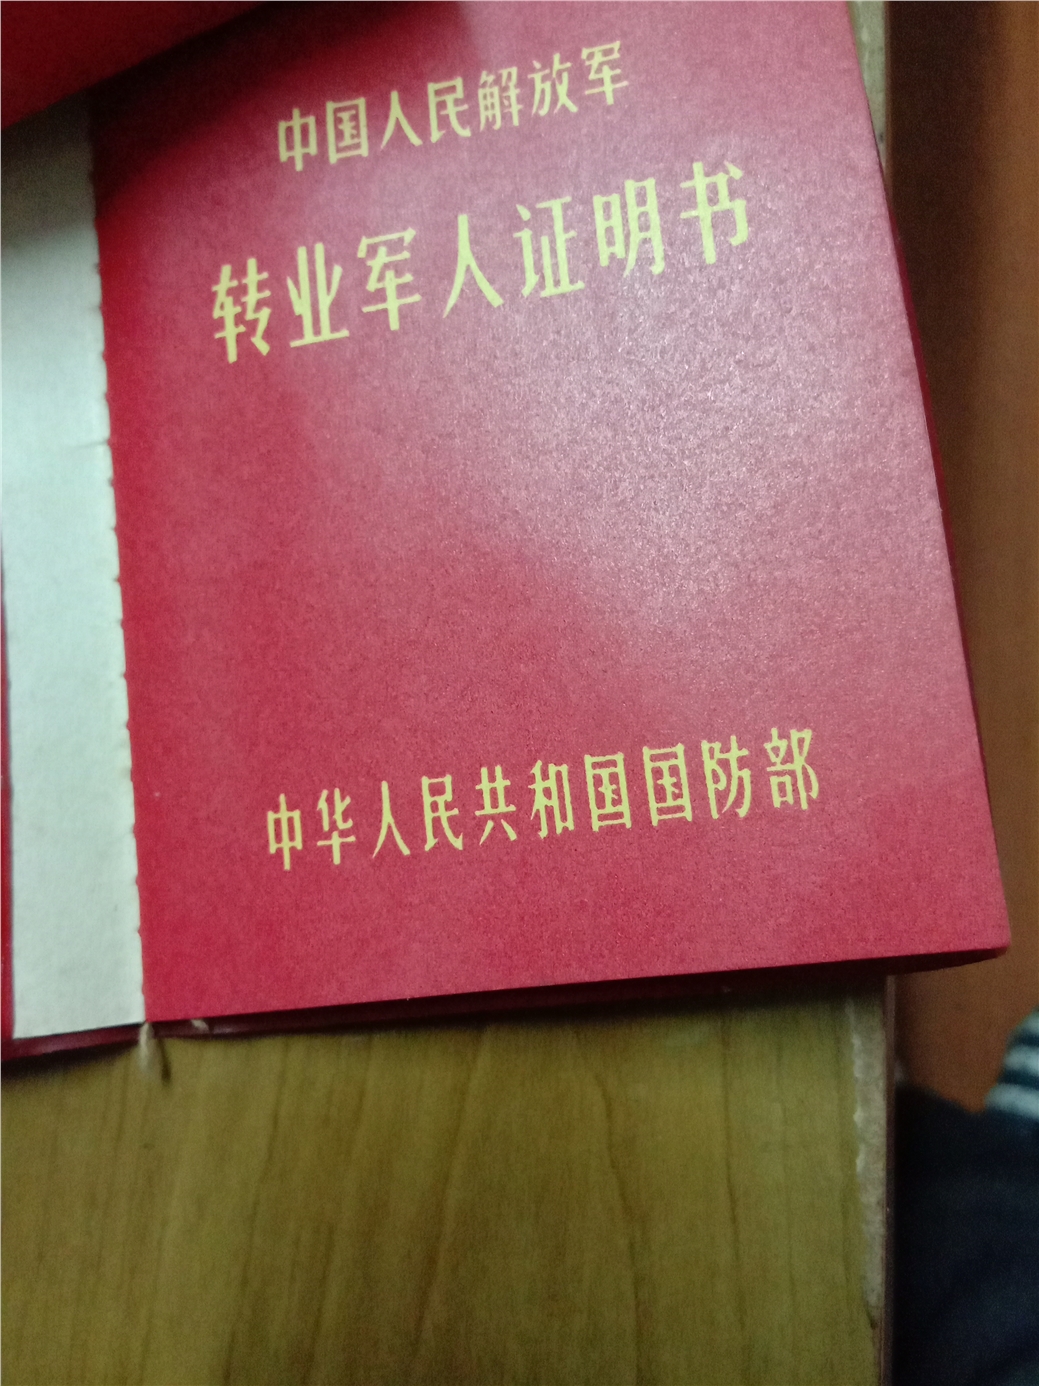 中国人民解放军
转业军人证明书
中华人民共和国国防部